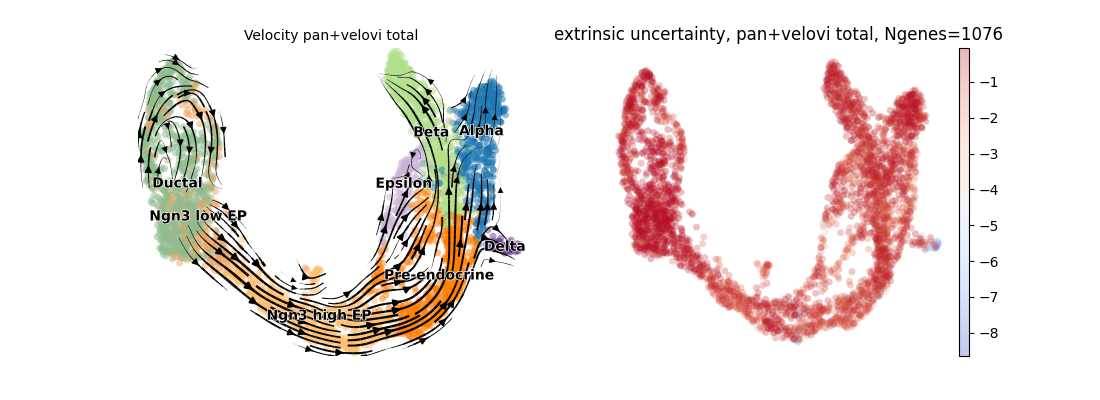 Velocity pan+velovi total
Beta
Alpha
Ductal
Epsilon
Ngn3 low EP
Delta
Pre-endocrine
Ngn3 high EP
extrinsic uncertainty, pan+velovi total, Ngenes=1076
−1
−2
−3
−4
−5
−6
−7
−8